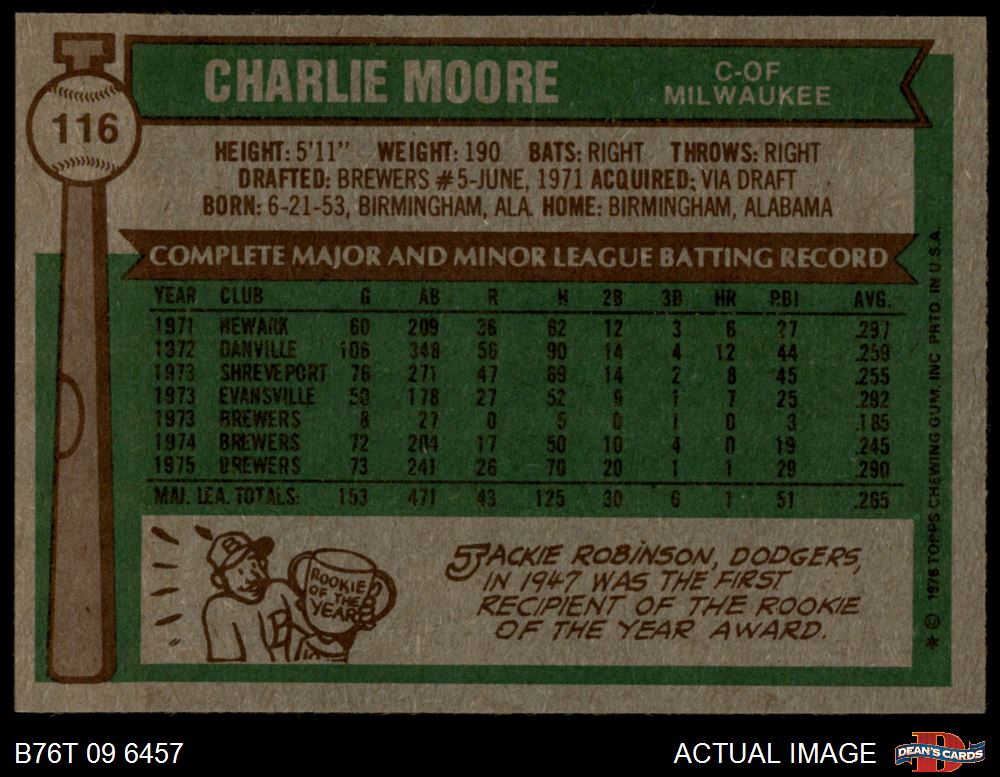 116
CHARLIE MOORE
C-OF
MILWAUKEE
HEIGHT: 5'11" WEIGHT: 190 BATS: RIGHT THROWS: RIGHT
DRAFTED: BREWERS #5-JUNE, 1971 ACQUIRED: VIA DRAFT
BORN: 6-21-53, BIRMINGHAM, ALA. HOME: BIRMINGHAM, ALABAMA
COMPLETE MAJOR AND MINOR LEAGUE BATTING RECORD
YEAR CLUB G AB R H 2B 3B HR RBI AVG.
1971 NEWARK 60 209 36 62 12 3 6 37 .297
1972 DANVILLE 106 348 56 90 14 4 12 44 .259
1973 SHREVEPORT 76 271 47 69 14 2 8 45 .255
1973 EVANSVILLE 50 178 27 52 9 1 7 25 .292
1973 BREWERS 8 27 0 5 0 1 0 3 .185
1974 BREWERS 72 204 17 50 10 4 0 19 .245
1975 BREWERS 73 241 26 70 20 1 1 29 .290
MAJ. LEA. TOTALS: 153 471 43 125 30 6 1 51 .265
ROOKIE
OF THE
YEAR
B
JACKIE ROBINSON, DODGERS,
IN 1947 WAS THE FIRST
RECIPIENT OF THE ROOKIE
OF THE YEAR AWARD.
* © 1976 TOPPS CHEWING GUM, INC. PRTD. IN U.S.A.
B76T 09 6457
ACTUAL IMAGE
D
DEAN'S CARDS